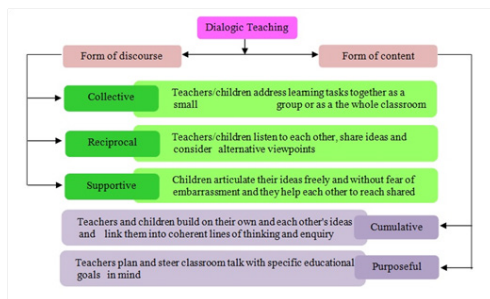 Dialogic Teaching
Form of discourse
Form of content
Collective
Teachers/children address learning tasks together as a
small group or as a the whole classroom
Reciprocal
Teachers/children listen to each other, share ideas and
consider alternative viewpoints
Supportive
Children articulate their ideas freely and without fear of
embarrassment and they help each other to reach shared
Teachers and children build on their own and each other's ideas
and link them into coherent lines of thinking and enquiry
Cumulative
Teachers plan and steer classroom talk with specific educational
goals in mind
Purposeful